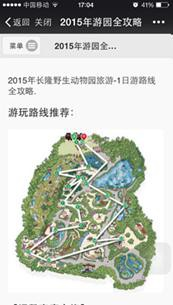 中国移动 17:04
返回 关闭 2015年游园全攻略
菜单 2015年游园全...
2015年长隆野生动物园旅游-1日游路线
全攻略.
游玩路线推荐：